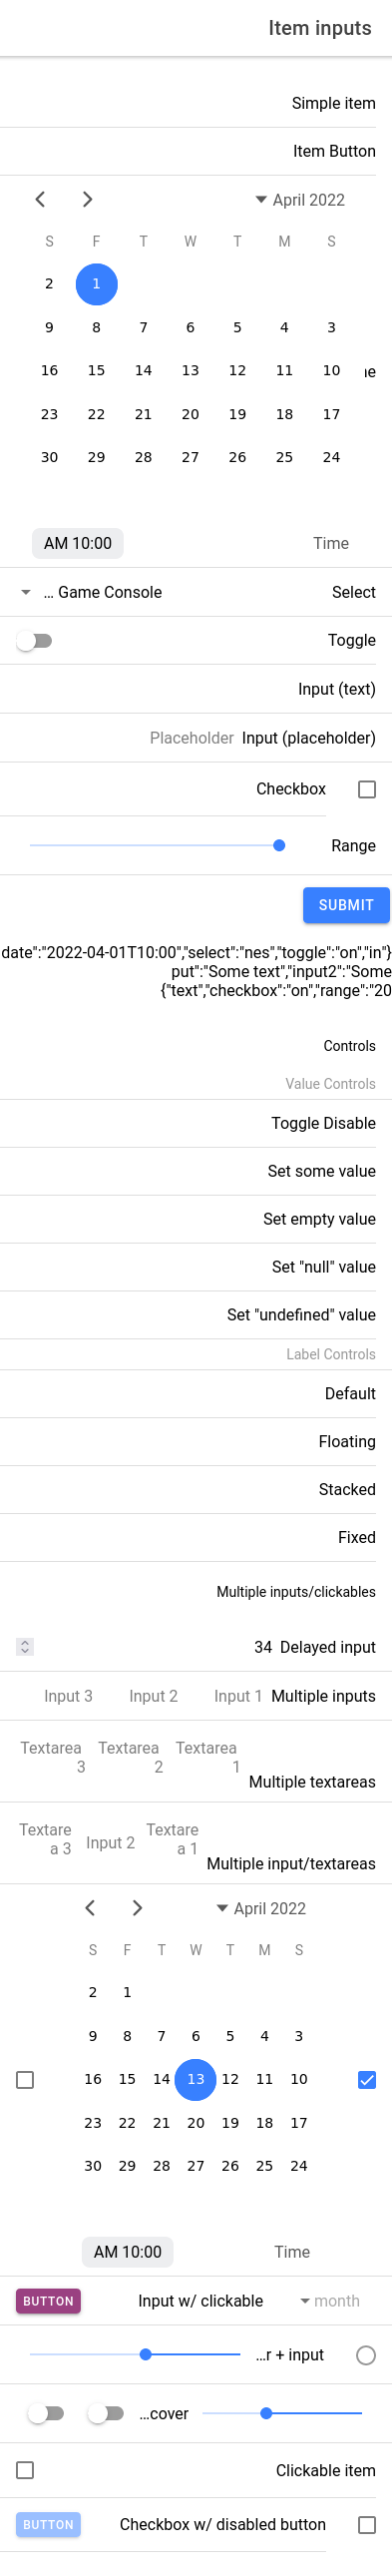 Item inputs
Simple item
Item Button
April 2022
S M T W T F S
1 2
3 4 5 6 7 8 9
10 11 12 13 14 15 16
17 18 19 20 21 22 23
24 25 26 27 28 29 30
Time AM 10:00
Select ... Game Console
Toggle
Input (text)
Input (placeholder) Placeholder
Checkbox
Range
SUBMIT
date":"2022-04-01T10:00","select":"nes","toggle":"on","in"}
put":"Some text","input2":"Some
{"text","checkbox":"on","range":"20
Controls
Value Controls
Toggle Disable
Set some value
Set empty value
Set "null" value
Set "undefined" value
Label Controls
Default
Floating
Stacked
Fixed
Multiple inputs/clickables
Delayed input 34
Multiple inputs Input 1 Input 2 Input 3
Multiple textareas Textarea 1 Textarea 2 Textarea 3
Multiple input/textareas Textarea 1 Input 2 Textarea 3
April 2022
S M T W T F S
1 2
3 4 5 6 7 8 9
10 11 12 13 14 15 16
17 18 19 20 21 22 23
24 25 26 27 28 29 30
Time AM 10:00
month Input w/ clickable BUTTON
...r + input
...cover
Clickable item
Checkbox w/ disabled button BUTTON